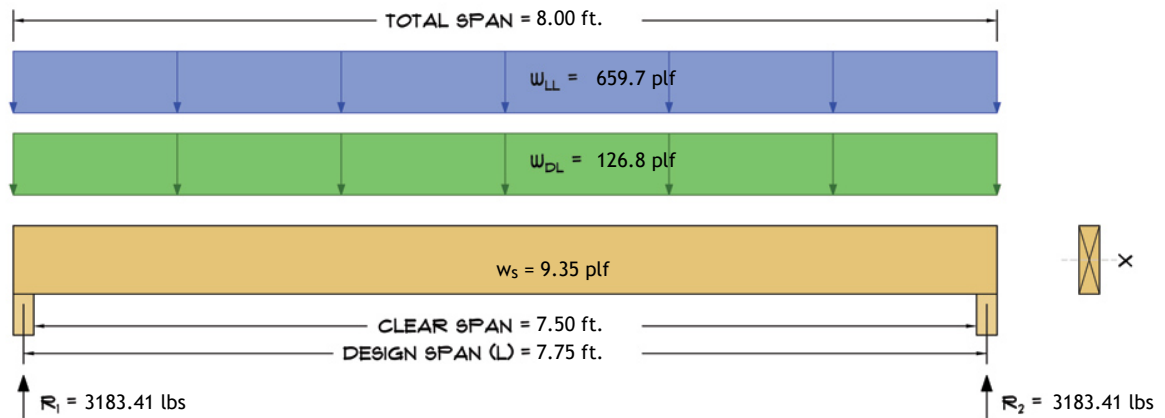 TOTAL SPAN = 8.00 ft.
WLL = 659.7 plf
WDL = 126.8 plf
ws = 9.35 plf
X
CLEAR SPAN = 7.50 ft.
DESIGN SPAN (L) = 7.75 ft.
R1 = 3183.41 lbs
R2 = 3183.41 lbs